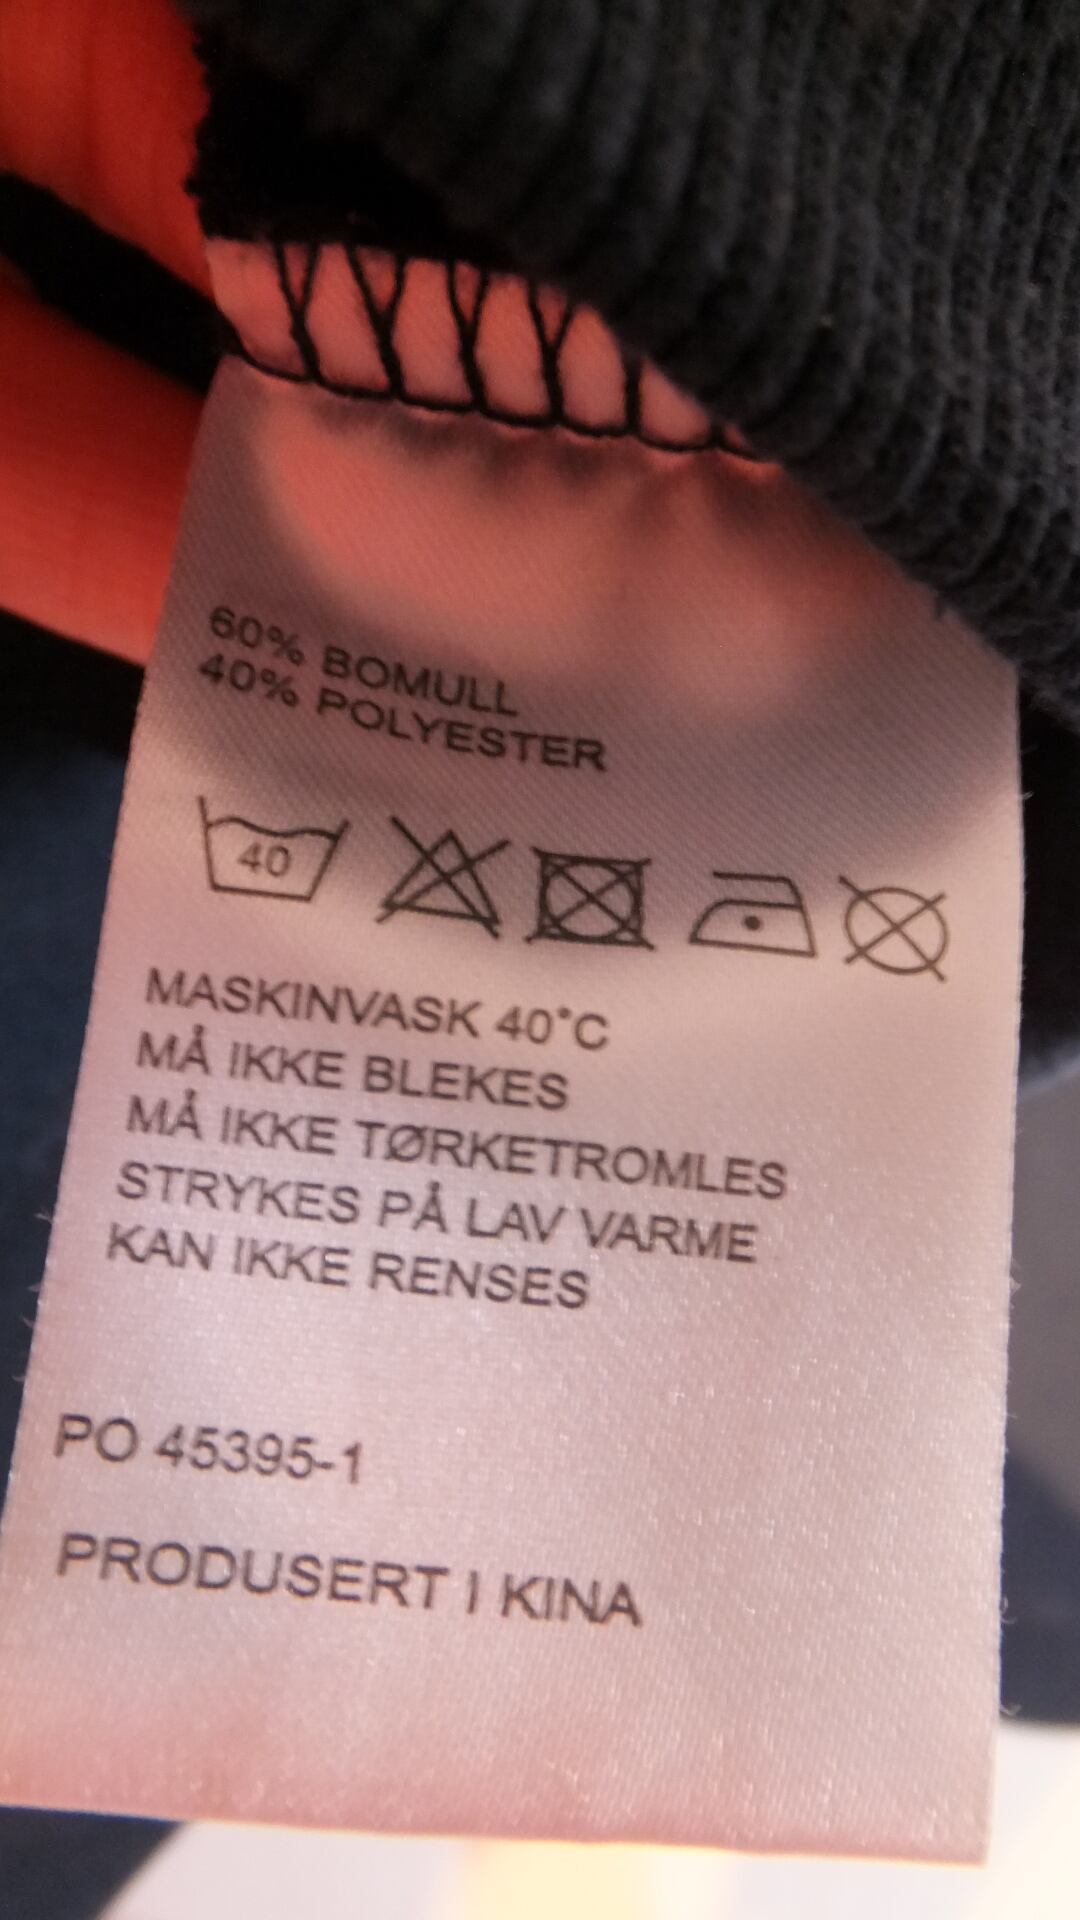 60% BOMULL
40% POLYESTER
40
MASKINVASK 40°C
MÅ IKKE BLEKES
MÅ IKKE TØRKETROMLES
STRYKES PÅ LAV VARME
KAN IKKE RENSES
PO 45395-1
PRODUSERT I KINA